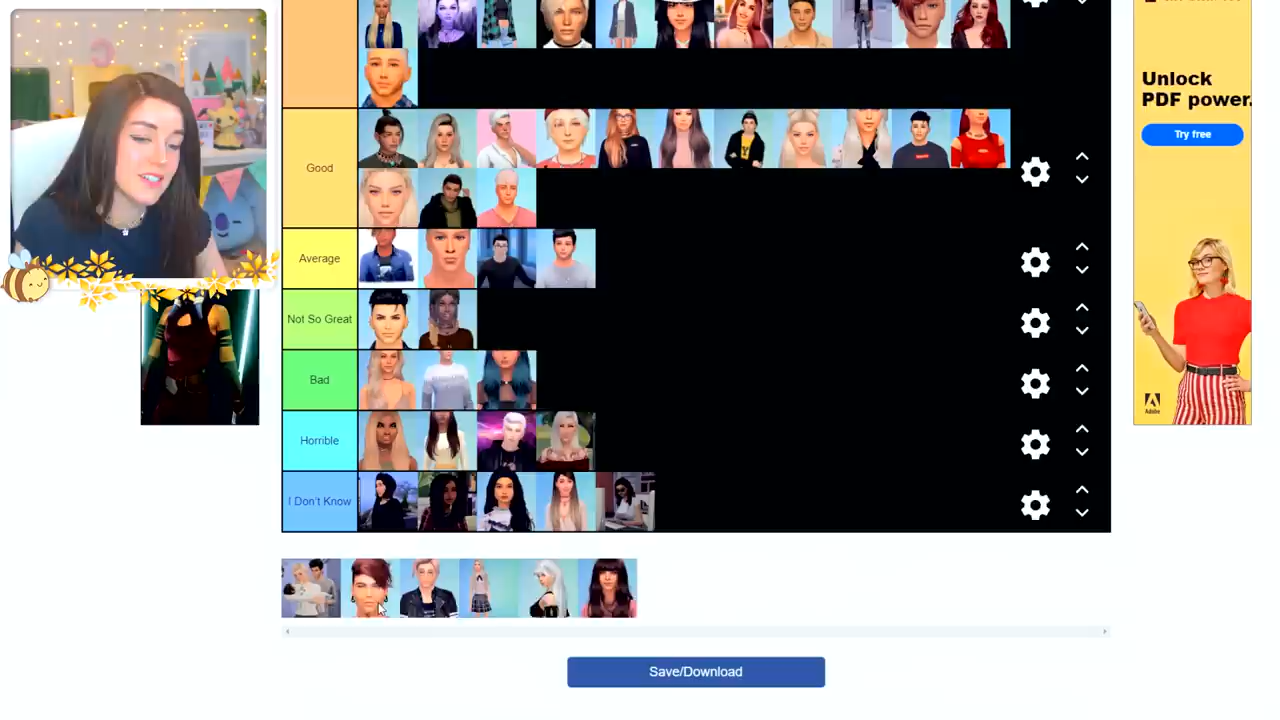 Unlock
PDF power.
Try free
Good
Average
Not So Great
Bad
Adobe
Horrible
I Don't Know
Save/Download